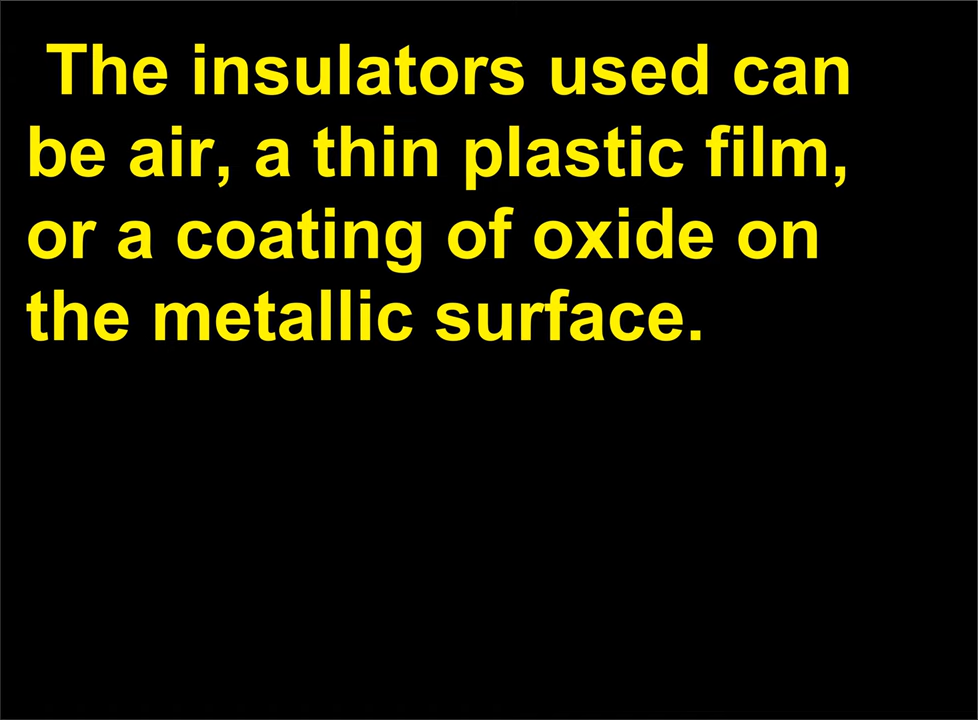 The insulators used can
be air, a thin plastic film,
or a coating of oxide on
the metallic surface.